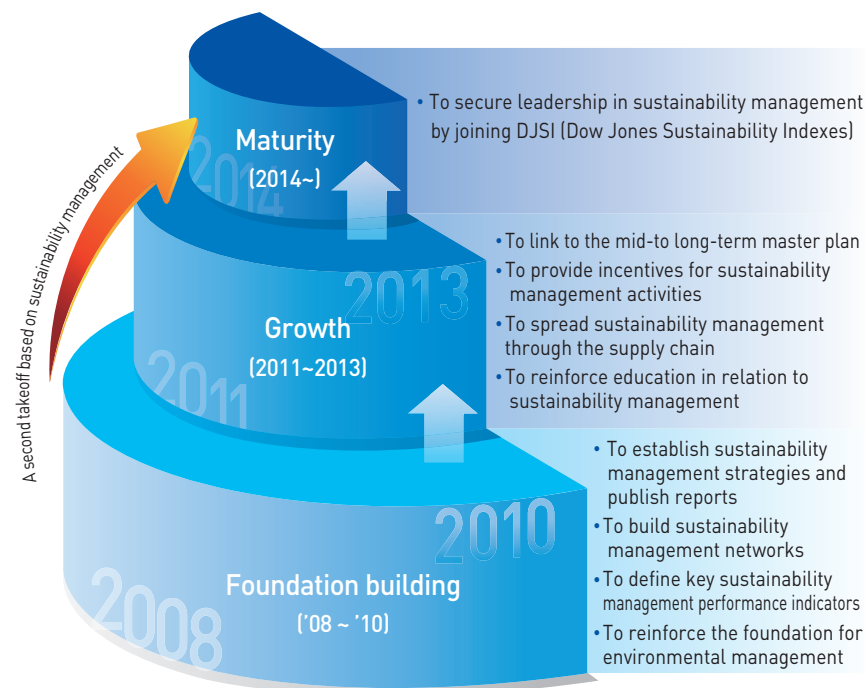 • To secure leadership in sustainability management
by joining DJSI (Dow Jones Sustainability Indexes)
Maturity
(2014~)
2014
A second takeoff based on sustainability management
• To link to the mid-to long-term master plan
• To provide incentives for sustainability
management activities
• To spread sustainability management
through the supply chain
• To reinforce education in relation to
sustainability management
2013
Growth
(2011~2013)
2011
• To establish sustainability
management strategies and
publish reports
• To build sustainability
management networks
• To define key sustainability
management performance indicators
• To reinforce the foundation for
environmental management
2010
Foundation building
('08 ~ '10)
2008